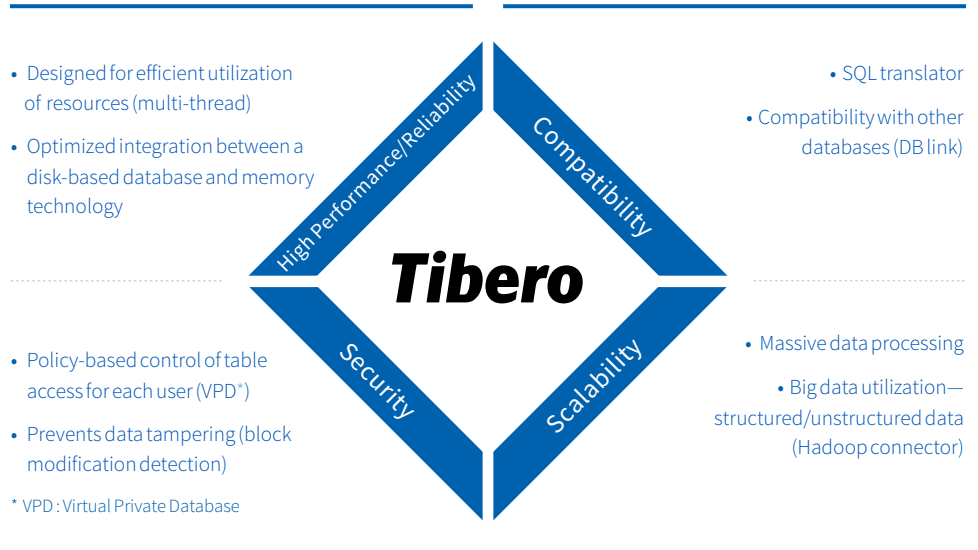 • Designed for efficient utilization
of resources (multi-thread)
• Optimized integration between a
disk-based database and memory
technology
High Performance/Reliability
Compatibility
• SQL translator
• Compatibility with other
databases (DB link)
Tibero
• Policy-based control of table
access for each user (VPD*)
• Prevents data tampering (block
modification detection)
* VPD : Virtual Private Database
Security
Scalability
• Massive data processing
• Big data utilization—
structured/unstructured data
(Hadoop connector)